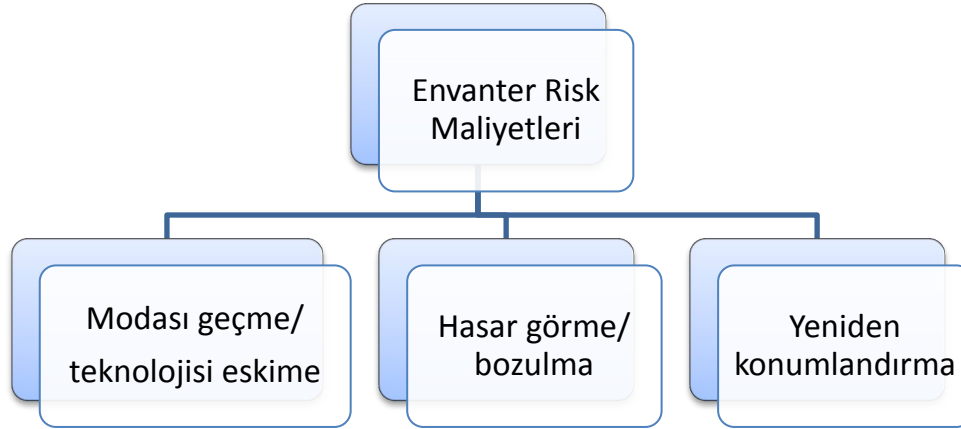 Envanter Risk
Maliyetleri
Modası geçme/
teknolojisi eskime
Hasar görme/
bozulma
Yeniden
konumlandırma